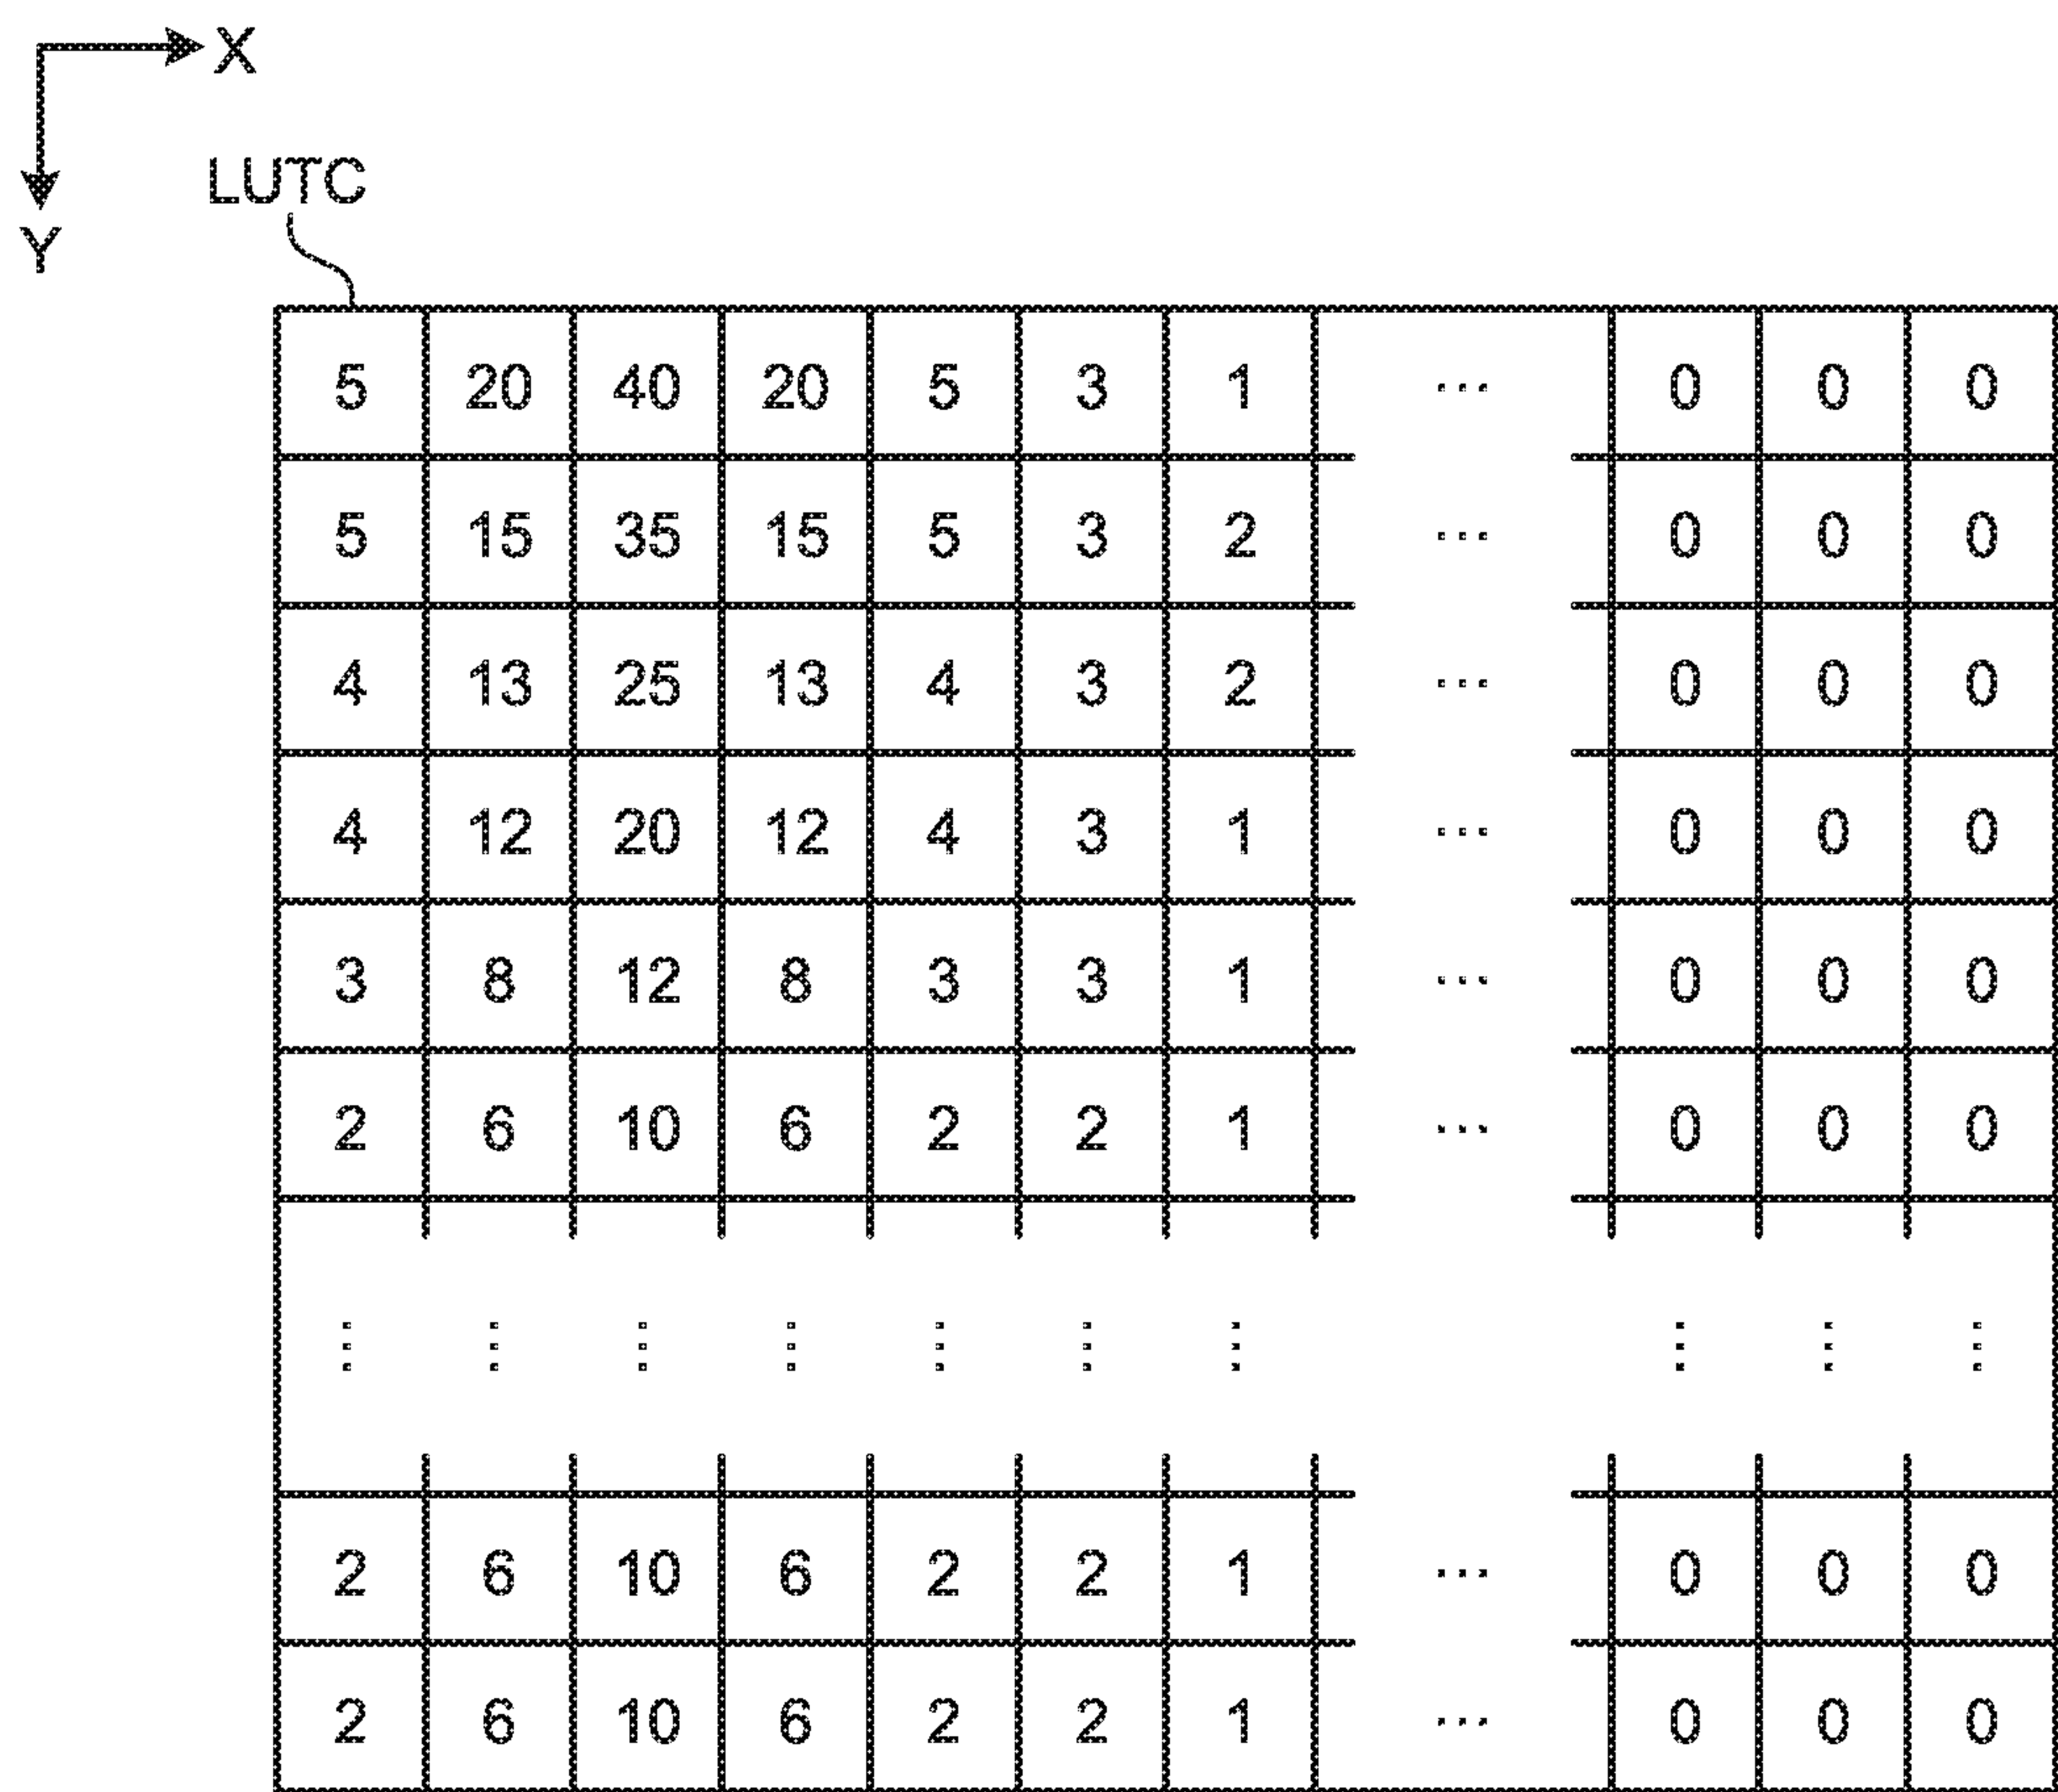 X
Y
LUTC
5 20 40 20 5 3 1 ... 0 0 0
5 15 35 15 5 3 2 ... 0 0 0
4 13 25 13 4 3 2 ... 0 0 0
4 12 20 12 4 3 1 ... 0 0 0
3 8 12 8 3 3 1 ... 0 0 0
2 6 10 6 2 2 1 ... 0 0 0
⋮ ⋮ ⋮ ⋮ ⋮ ⋮ ⋮ ⋮ ⋮ ⋮
2 6 10 6 2 2 1 ... 0 0 0
2 6 10 6 2 2 1 ... 0 0 0